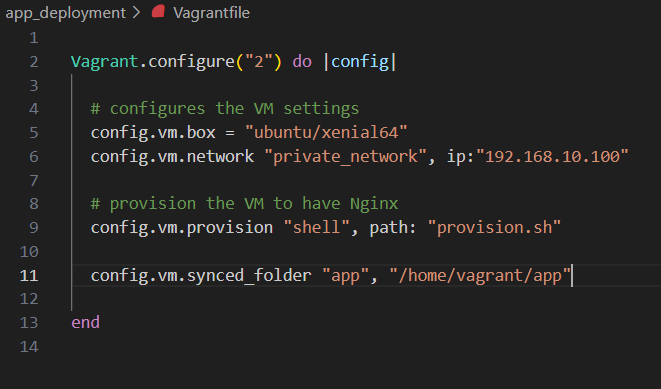 app_deployment > Vagrantfile
1
2 Vagrant.configure("2") do |config|
3
4 # configures the VM settings
5 config.vm.box = "ubuntu/xenial64"
6 config.vm.network "private_network", ip:"192.168.10.100"
7
8 # provision the VM to have Nginx
9 config.vm.provision "shell", path: "provision.sh"
10
11 config.vm.synced_folder "app", "/home/vagrant/app"
12
13 end
14